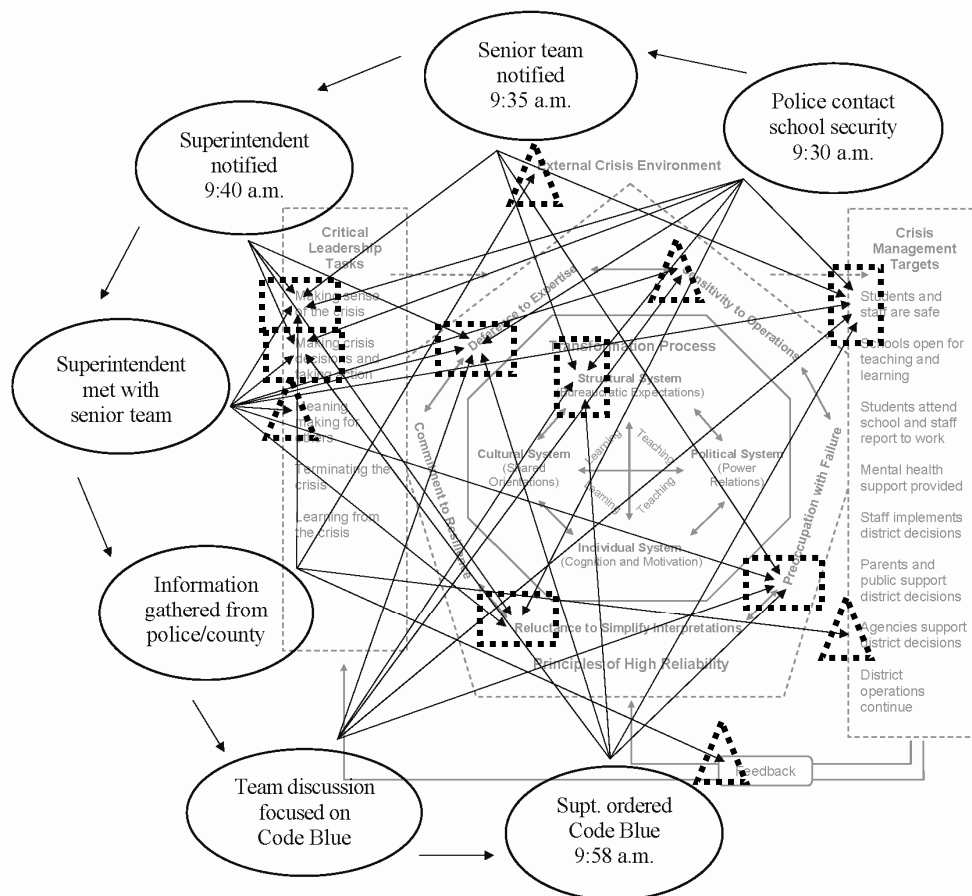 Senior team
notified
9:35 a.m.
Police contact
school security
9:30 a.m.
Superintendent
notified
9:40 a.m.
Superintendent
met with
senior team
Information
gathered from
police/county
Team discussion
focused on
Code Blue
Supt. ordered
Code Blue
9:58 a.m.
External Crisis Environment
Critical
Leadership
Tasks
Making sense
of the crisis
Making crisis
decisions and
taking action
Meaning
making for
others
Terminating the
crisis
Learning from
the crisis
Deference to Expertise
Sensitivity to Operations
Commitment to Resilience
Preoccupation with Failure
Reluctance to Simplify Interpretations
Principles of High Reliability
Transformation Process
Structural System
(Bureaucratic Expectations)
Cultural System
(Shared
Orientations)
Political System
(Power
Relations)
Learning
Teaching
Learning
Teaching
Individual System
(Cognition and Motivation)
Crisis
Management
Targets
Students and
staff are safe
Schools open for
teaching and
learning
Students attend
school and staff
report to work
Mental health
support provided
Staff implements
district decisions
Parents and
public support
district decisions
Agencies support
district decisions
District
operations
continue
Feedback